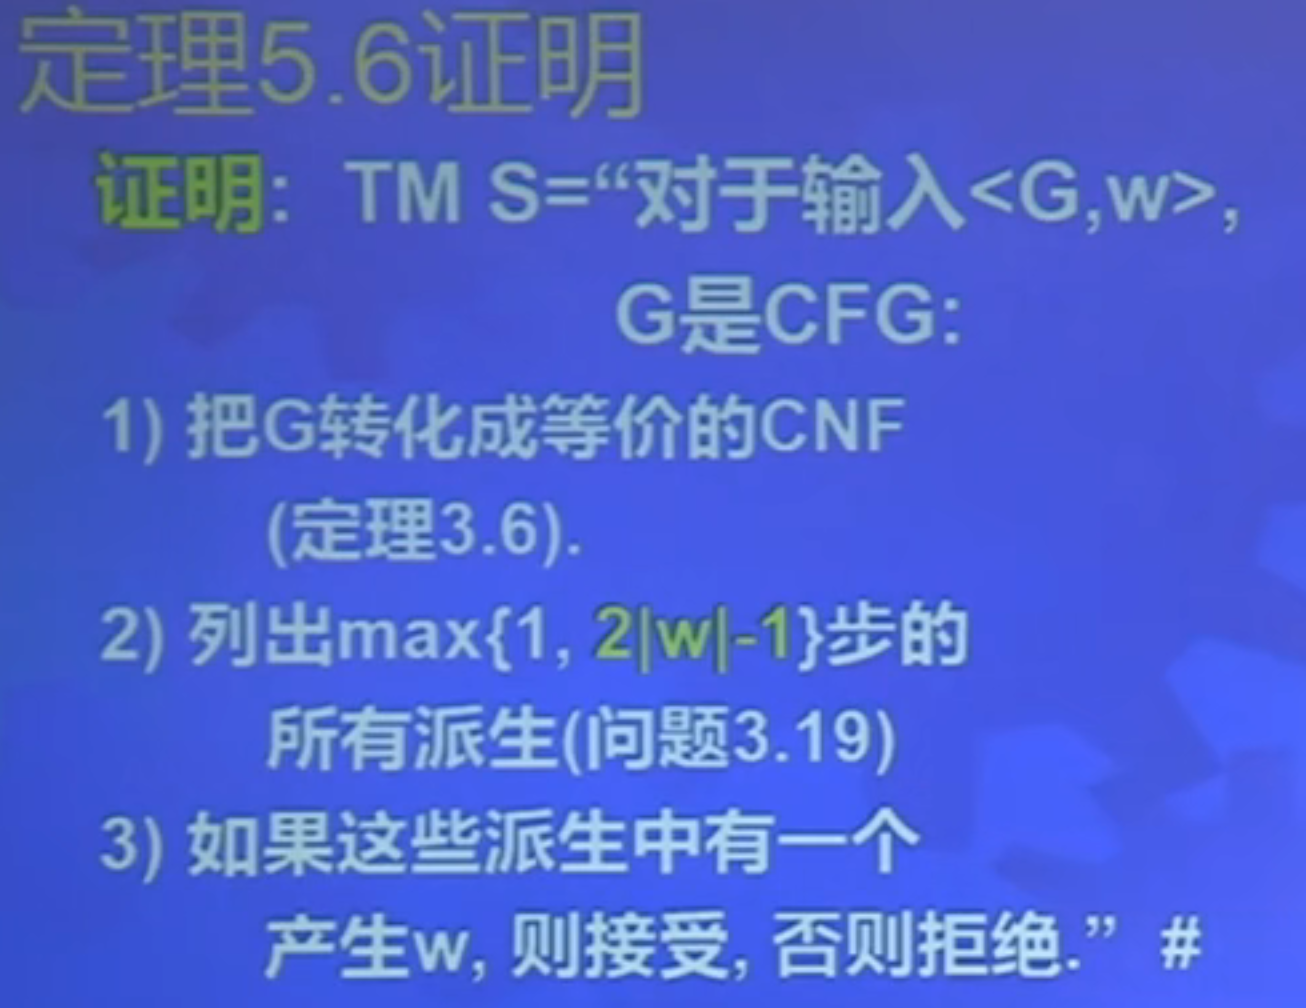 定理5.6证明
证明: TM S=“对于输入<G,w>,
G是CFG:
1) 把G转化成等价的CNF
(定理3.6).
2) 列出max{1, 2|w|-1}步的
所有派生(问题3.19)
3) 如果这些派生中有一个
产生w, 则接受, 否则拒绝.” #